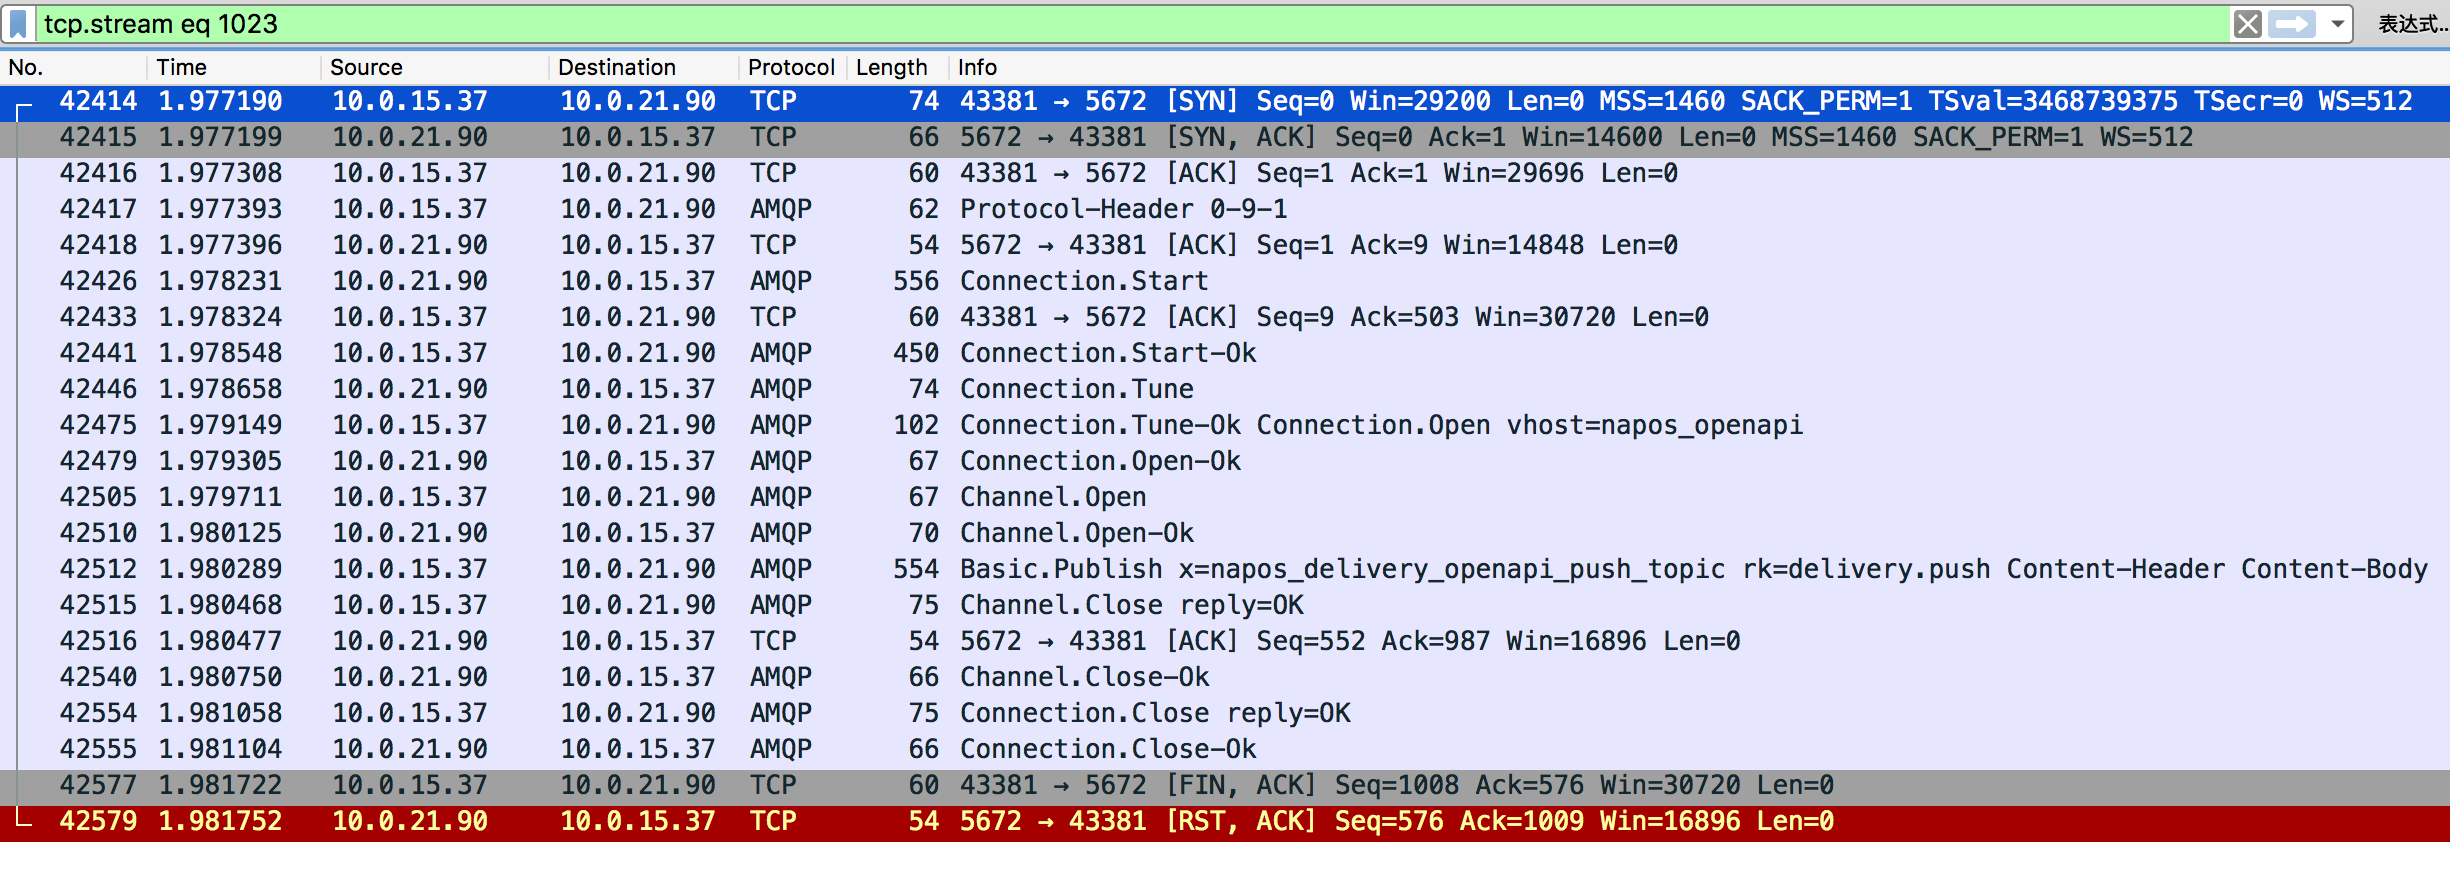 tcp.stream eq 1023 表达式…
No. Time Source Destination Protocol Length Info
42414 1.977190 10.0.15.37 10.0.21.90 TCP 74 43381 → 5672 [SYN] Seq=0 Win=29200 Len=0 MSS=1460 SACK_PERM=1 TSval=3468739375 TSecr=0 WS=512
42415 1.977199 10.0.21.90 10.0.15.37 TCP 66 5672 → 43381 [SYN, ACK] Seq=0 Ack=1 Win=14600 Len=0 MSS=1460 SACK_PERM=1 WS=512
42416 1.977308 10.0.15.37 10.0.21.90 TCP 60 43381 → 5672 [ACK] Seq=1 Ack=1 Win=29696 Len=0
42417 1.977393 10.0.15.37 10.0.21.90 AMQP 62 Protocol-Header 0-9-1
42418 1.977396 10.0.21.90 10.0.15.37 TCP 54 5672 → 43381 [ACK] Seq=1 Ack=9 Win=14848 Len=0
42426 1.978231 10.0.21.90 10.0.15.37 AMQP 556 Connection.Start
42433 1.978324 10.0.15.37 10.0.21.90 TCP 60 43381 → 5672 [ACK] Seq=9 Ack=503 Win=30720 Len=0
42441 1.978548 10.0.15.37 10.0.21.90 AMQP 450 Connection.Start-Ok
42446 1.978658 10.0.21.90 10.0.15.37 AMQP 74 Connection.Tune
42475 1.979149 10.0.15.37 10.0.21.90 AMQP 102 Connection.Tune-Ok Connection.Open vhost=napos_openapi
42479 1.979305 10.0.21.90 10.0.15.37 AMQP 67 Connection.Open-Ok
42505 1.979711 10.0.15.37 10.0.21.90 AMQP 67 Channel.Open
42510 1.980125 10.0.21.90 10.0.15.37 AMQP 70 Channel.Open-Ok
42512 1.980289 10.0.15.37 10.0.21.90 AMQP 554 Basic.Publish x=napos_delivery_openapi_push_topic rk=delivery.push Content-Header Content-Body
42515 1.980468 10.0.15.37 10.0.21.90 AMQP 75 Channel.Close reply=OK
42516 1.980477 10.0.21.90 10.0.15.37 TCP 54 5672 → 43381 [ACK] Seq=552 Ack=987 Win=16896 Len=0
42540 1.980750 10.0.21.90 10.0.15.37 AMQP 66 Channel.Close-Ok
42554 1.981058 10.0.15.37 10.0.21.90 AMQP 75 Connection.Close reply=OK
42555 1.981104 10.0.21.90 10.0.15.37 AMQP 66 Connection.Close-Ok
42577 1.981722 10.0.15.37 10.0.21.90 TCP 60 43381 → 5672 [FIN, ACK] Seq=1008 Ack=576 Win=30720 Len=0
42579 1.981752 10.0.21.90 10.0.15.37 TCP 54 5672 → 43381 [RST, ACK] Seq=576 Ack=1009 Win=16896 Len=0